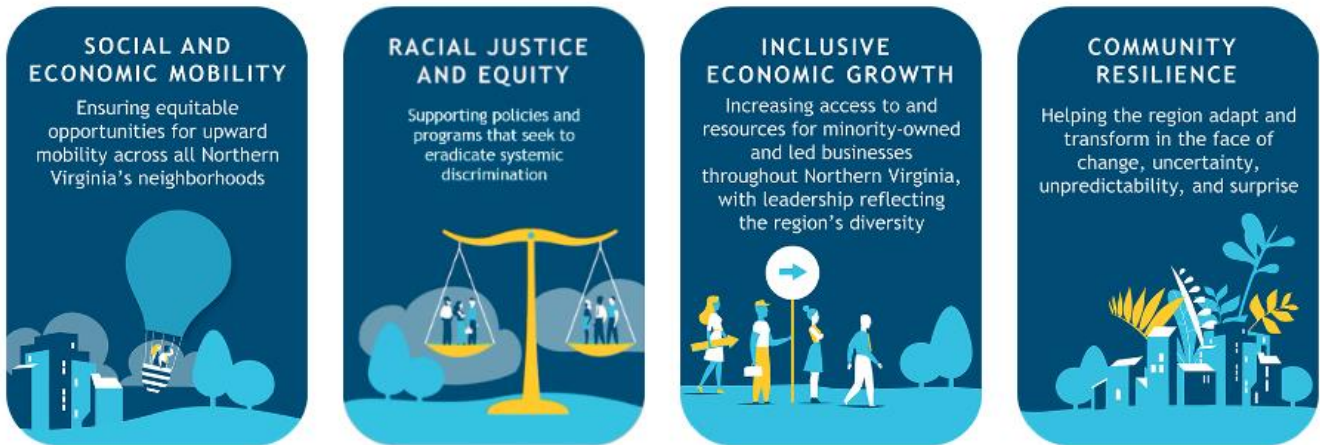 SOCIAL AND
ECONOMIC MOBILITY
Ensuring equitable
opportunities for upward
mobility across all Northern
Virginia's neighborhoods
RACIAL JUSTICE
AND EQUITY
Supporting policies and
programs that seek to
eradicate systemic
discrimination
INCLUSIVE
ECONOMIC GROWTH
Increasing access to and
resources for minority-owned
and led businesses
throughout Northern Virginia,
with leadership reflecting
the region's diversity
COMMUNITY
RESILIENCE
Helping the region adapt and
transform in the face of
change, uncertainty,
unpredictability, and surprise